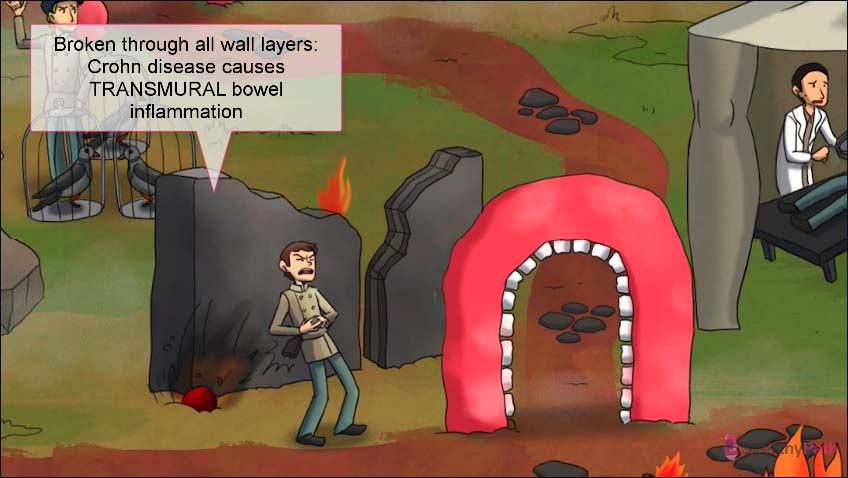 Broken through all wall layers:
Crohn disease causes
TRANSMURAL bowel
inflammation